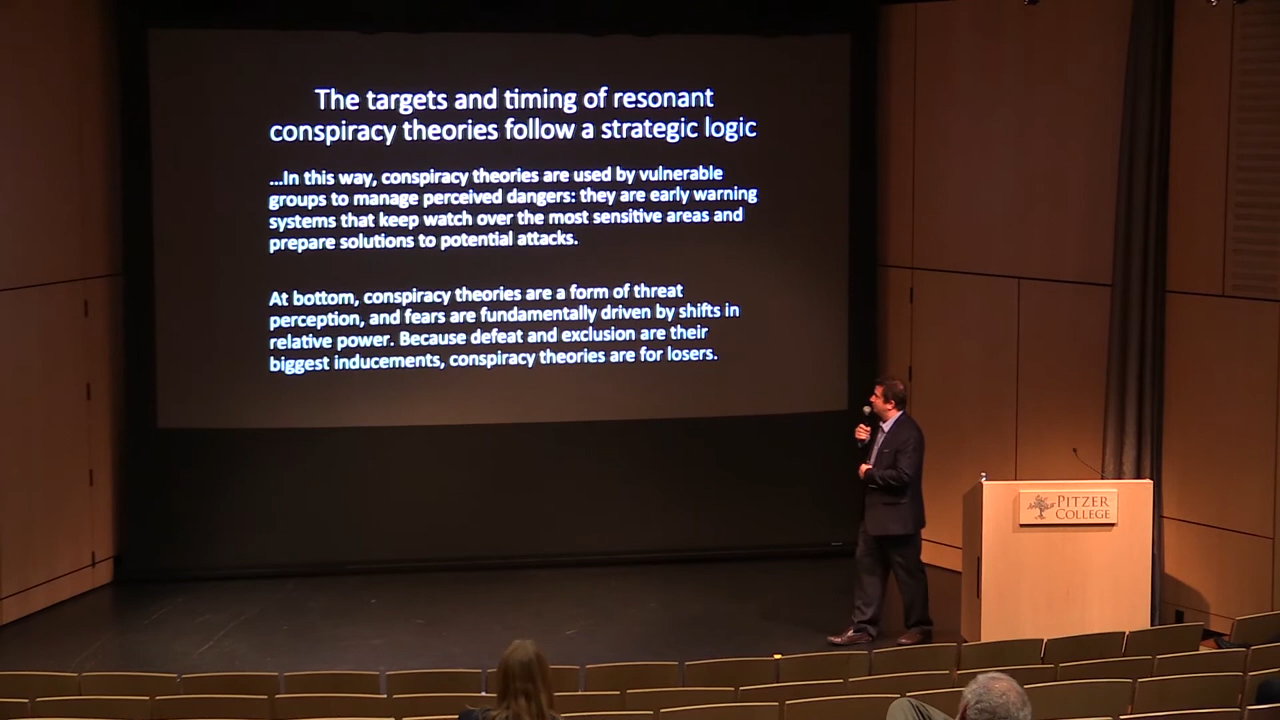 The targets and timing of resonant
conspiracy theories follow a strategic logic
...In this way, conspiracy theories are used by vulnerable
groups to manage perceived dangers: they are early warning
systems that keep watch over the most sensitive areas and
prepare solutions to potential attacks.
At bottom, conspiracy theories are a form of threat
perception, and fears are fundamentally driven by shifts in
relative power. Because defeat and exclusion are their
biggest inducements, conspiracy theories are for losers.
PITZER
COLLEGE